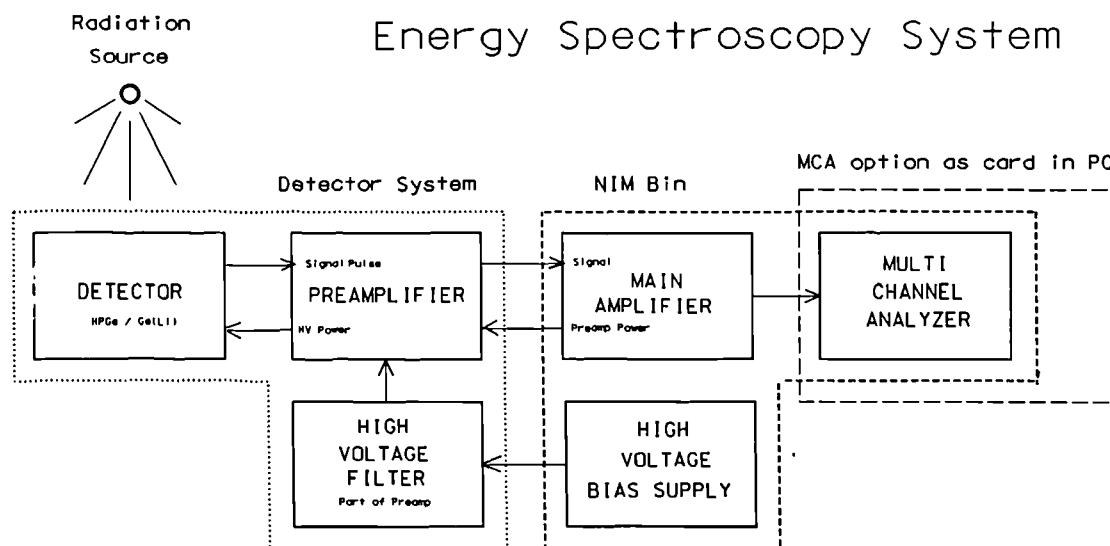 Radiation
Source
Energy Spectroscopy System
MCA option as card in PC
Detector System
NIM Bin
DETECTOR
HPGe / Ge(Li)
Signal Pulse
PREAMPLIFIER
HV Power
Signal
MAIN
AMPLIFIER
Preamp Power
MULTI
CHANNEL
ANALYZER
HIGH
VOLTAGE
FILTER
Part of Preamp
HIGH
VOLTAGE
BIAS SUPPLY